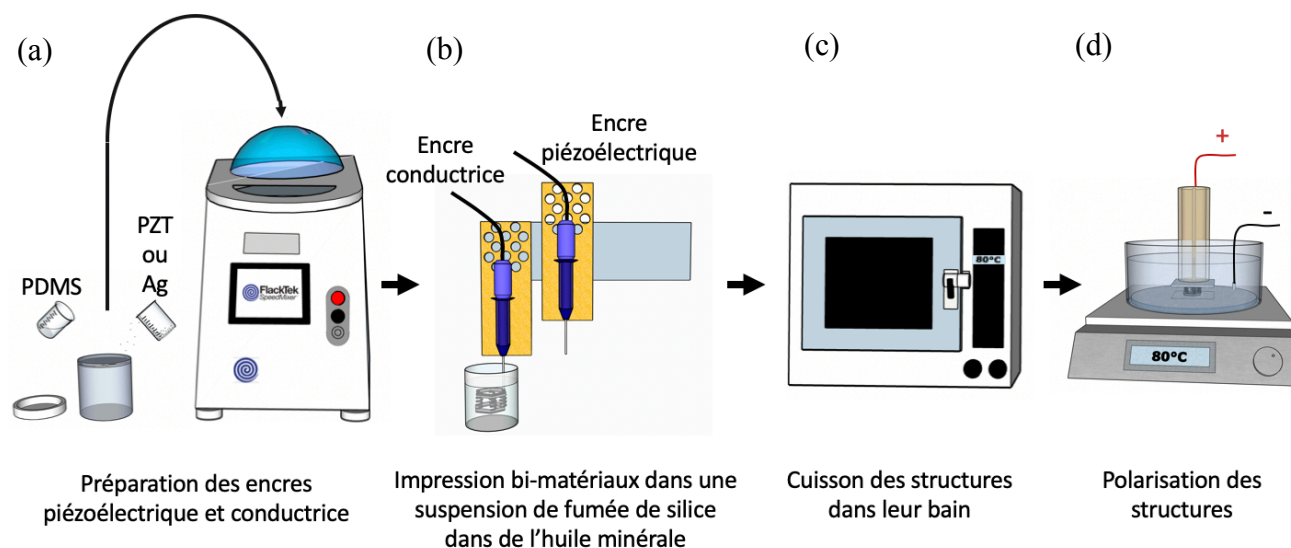 (a)
(b)
(c)
(d)
PDMS
PZT
ou
Ag
FlackTek
SpeedMixer
Encre
conductrice
Encre
piézoélectrique
80°C
+
-
80°C
Préparation des encres
piézoélectrique et conductrice
Impression bi-matériaux dans une
suspension de fumée de silice
dans de l’huile minérale
Cuisson des structures
dans leur bain
Polarisation des
structures